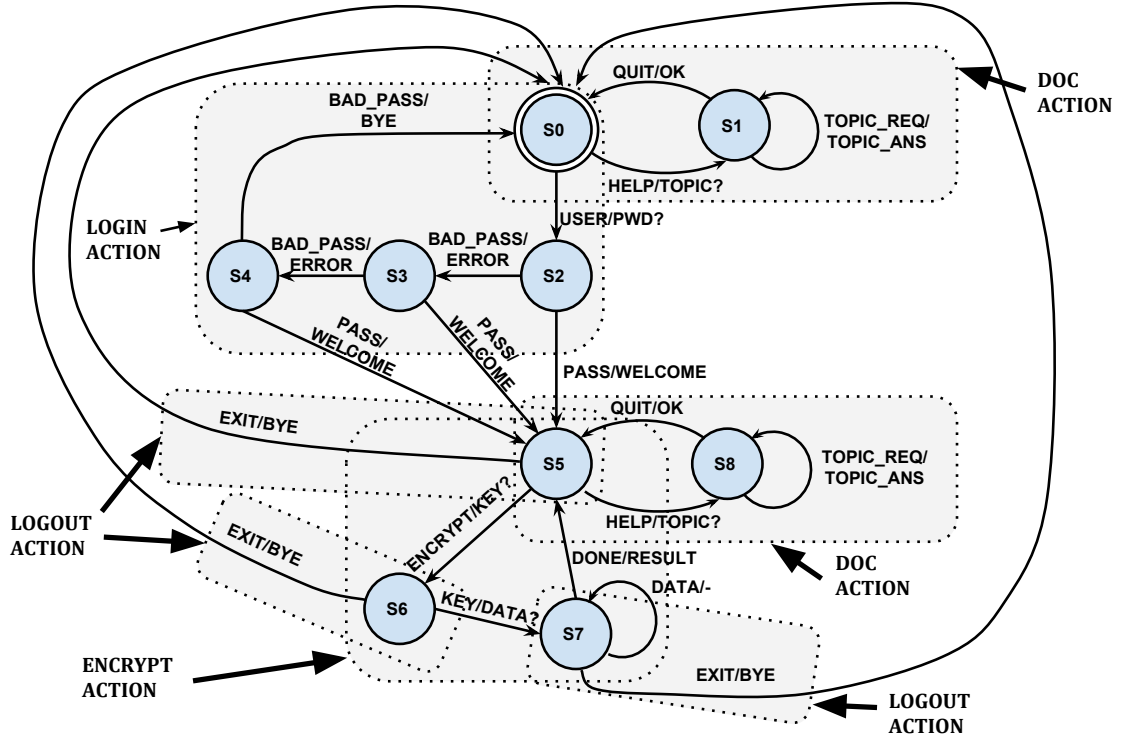 QUIT/OK
DOC
ACTION
BAD_PASS/
BYE
S0
S1
TOPIC_REQ/
TOPIC_ANS
HELP/TOPIC?
USER/PWD?
LOGIN
ACTION
BAD_PASS/
ERROR
BAD_PASS/
ERROR
S4
S3
S2
PASS/
WELCOME
PASS/
WELCOME
PASS/WELCOME
QUIT/OK
EXIT/BYE
S5
S8
TOPIC_REQ/
TOPIC_ANS
HELP/TOPIC?
ENCRYPT/KEY?
LOGOUT
ACTION
EXIT/BYE
DONE/RESULT
DOC
ACTION
DATA/-
S6
KEY/DATA?
S7
ENCRYPT
ACTION
EXIT/BYE
LOGOUT
ACTION